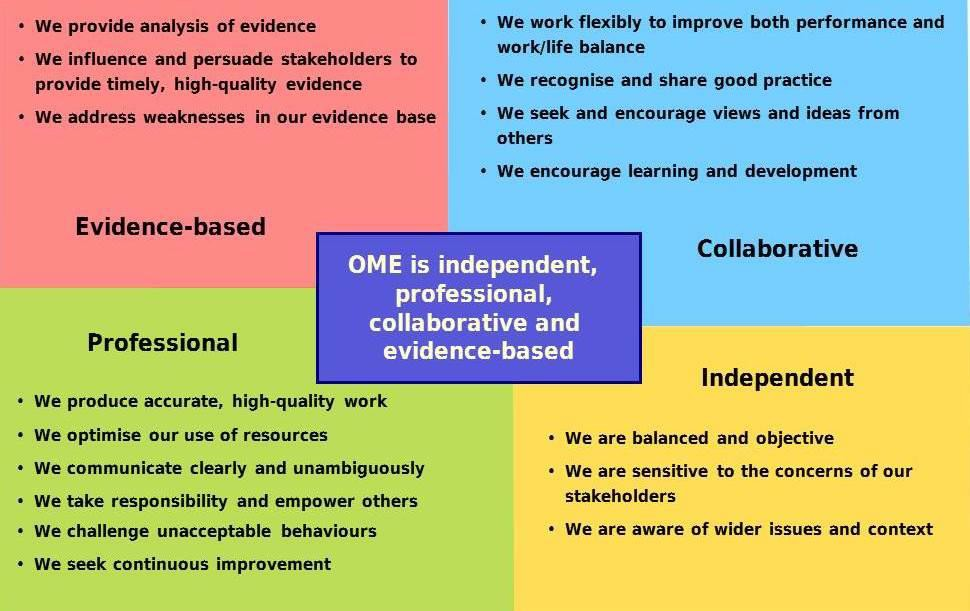 • We provide analysis of evidence
• We influence and persuade stakeholders to
provide timely, high-quality evidence
• We address weaknesses in our evidence base
Evidence-based
• We work flexibly to improve both performance and
work/life balance
• We recognise and share good practice
• We seek and encourage views and ideas from
others
• We encourage learning and development
Collaborative
OME is independent,
professional,
collaborative and
evidence-based
Professional
• We produce accurate, high-quality work
• We optimise our use of resources
• We communicate clearly and unambiguously
• We take responsibility and empower others
• We challenge unacceptable behaviours
• We seek continuous improvement
Independent
• We are balanced and objective
• We are sensitive to the concerns of our
stakeholders
• We are aware of wider issues and context